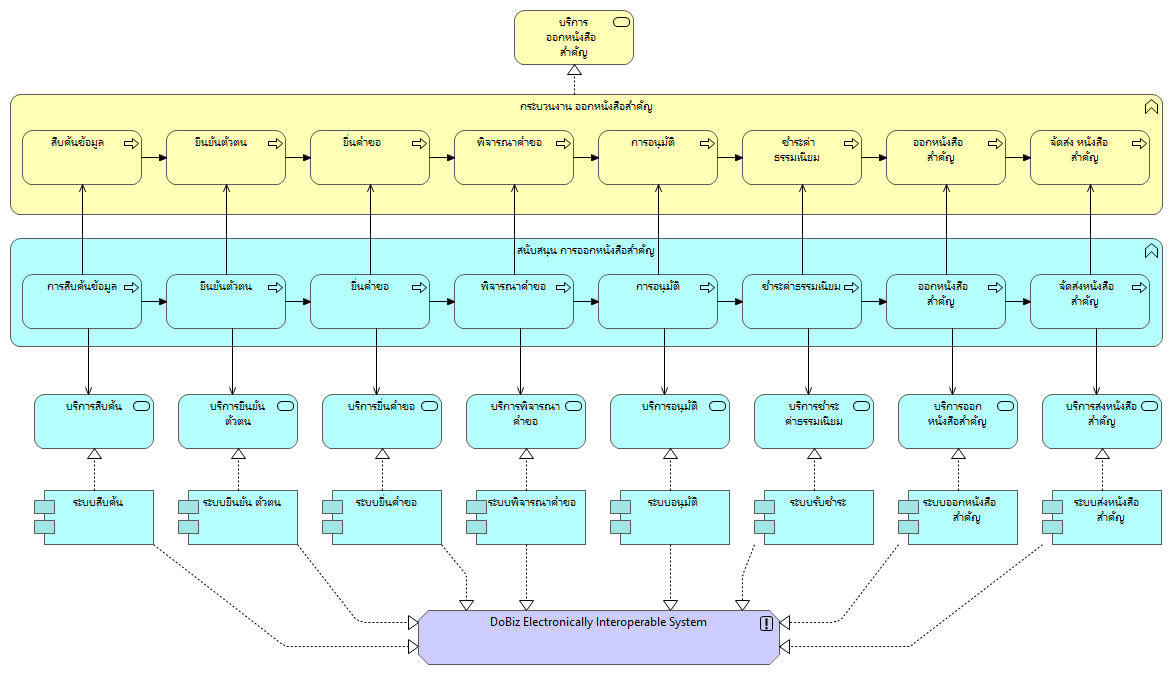 บริการ
ออกหนังสือ
สำคัญ
กระบวนงาน ออกหนังสือสำคัญ
สืบค้นข้อมูล
ยืนยันตัวตน
ยื่นคำขอ
พิจารณาคำขอ
การอนุมัติ
ชำระค่า
ธรรมเนียม
ออกหนังสือ
สำคัญ
จัดส่ง หนังสือ
สำคัญ
สนับสนุน การออกหนังสือสำคัญ
การสืบค้นข้อมูล
ยืนยันตัวตน
ยื่นคำขอ
พิจารณาคำขอ
การอนุมัติ
ชำระค่าธรรมเนียม
ออกหนังสือ
สำคัญ
จัดส่งหนังสือ
สำคัญ
บริการสืบค้น
บริการยืนยัน
ตัวตน
บริการยื่นคำขอ
บริการพิจารณา
คำขอ
บริการอนุมัติ
บริการชำระ
ค่าธรรมเนียม
บริการออก
หนังสือสำคัญ
บริการส่งหนังสือ
สำคัญ
ระบบสืบค้น
ระบบยืนยัน ตัวตน
ระบบยื่นคำขอ
ระบบพิจารณาคำขอ
ระบบอนุมัติ
ระบบรับชำระ
ระบบออกหนังสือ
สำคัญ
ระบบส่งหนังสือ
สำคัญ
DoBiz Electronically Interoperable System